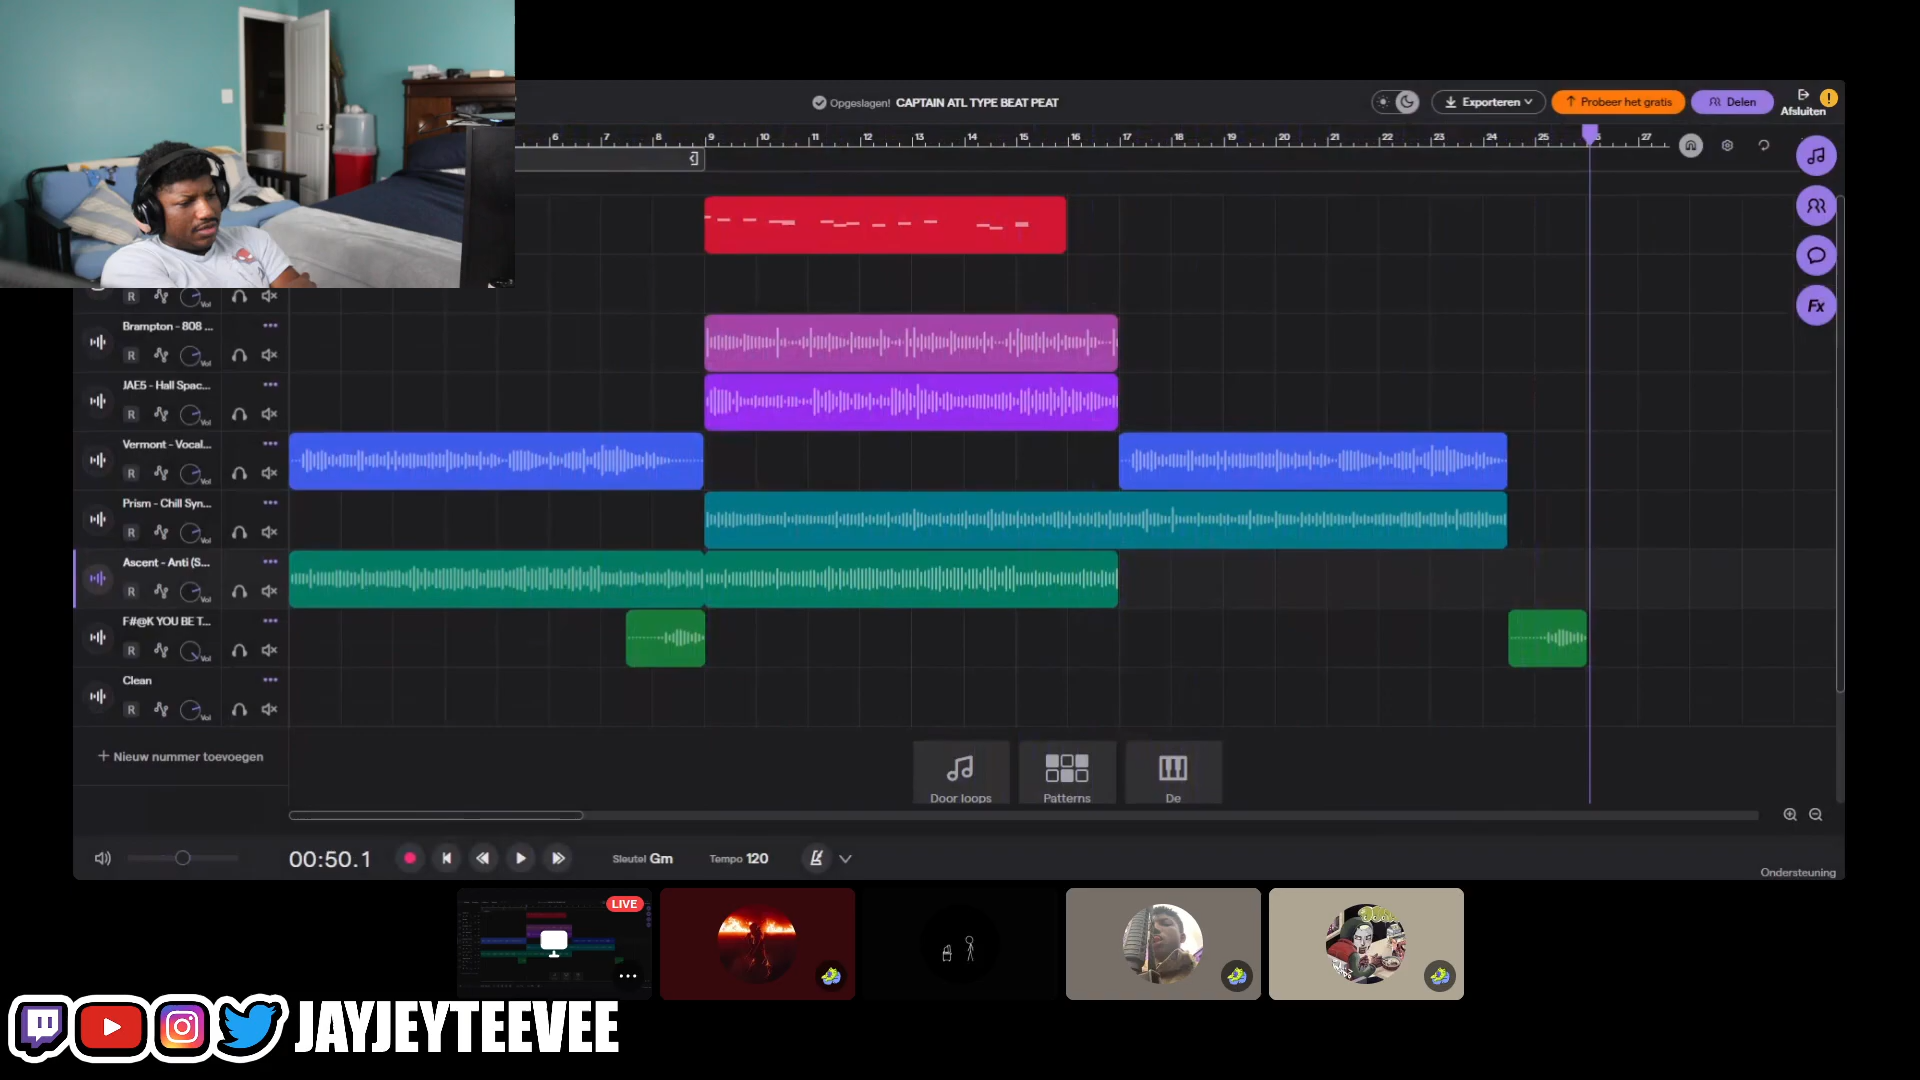 Opgeslagen! CAPTAIN ATL TYPE BEAT PEAT
Exporteren
Probeer het gratis
Delen
Afsluiten
6 7 8 9 10 11 12 13 14 15 16 17 18 19 20 21 22 23 24 25 27
Fx
R Vol
Brampton - 808 ...
R Vol
JAE5 - Hall Spac...
R Vol
Vermont - Vocal...
R Vol
Prism - Chill Syn...
R Vol
Ascent - Anti (S...
R Vol
F#@K YOU BE T...
R Vol
Clean
R Vol
+ Nieuw nummer toevoegen
Door loops
Patterns
De
00:50.1
Sleutel Gm
Tempo 120
Ondersteuning
LIVE
JAYJEYTEEVEE